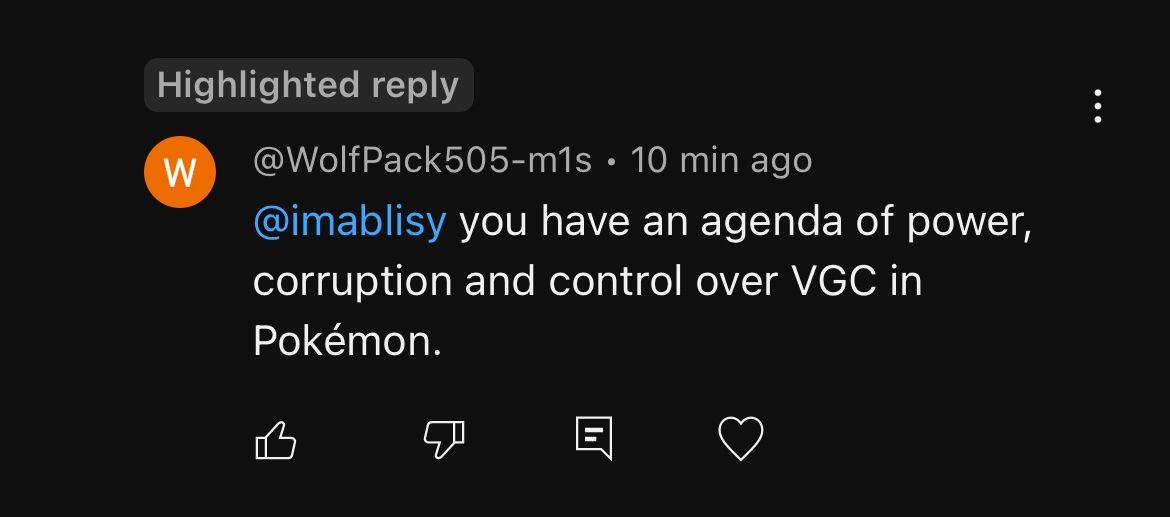 Highlighted reply
W
@WolfPack505-m1s • 10 min ago
@imablisy you have an agenda of power,
corruption and control over VGC in
Pokémon.